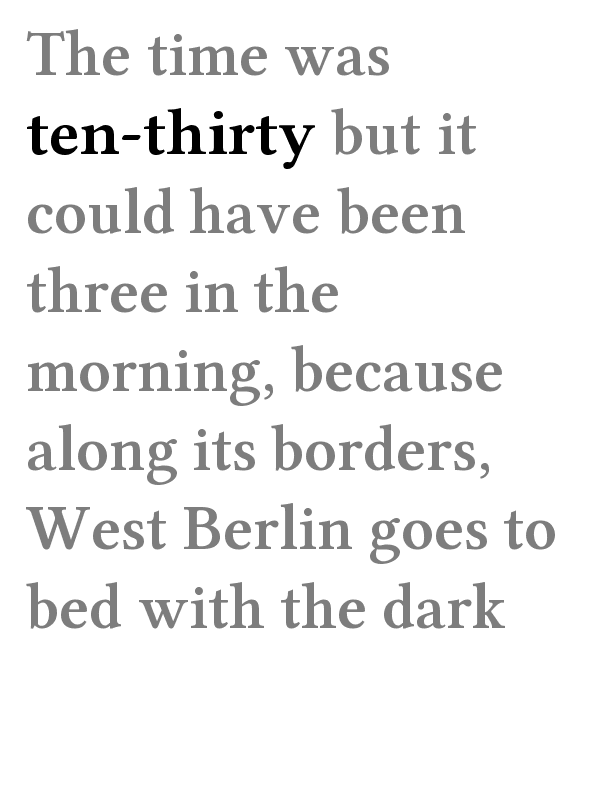 The time was
ten-thirty but it
could have been
three in the
morning, because
along its borders,
West Berlin goes to
bed with the dark